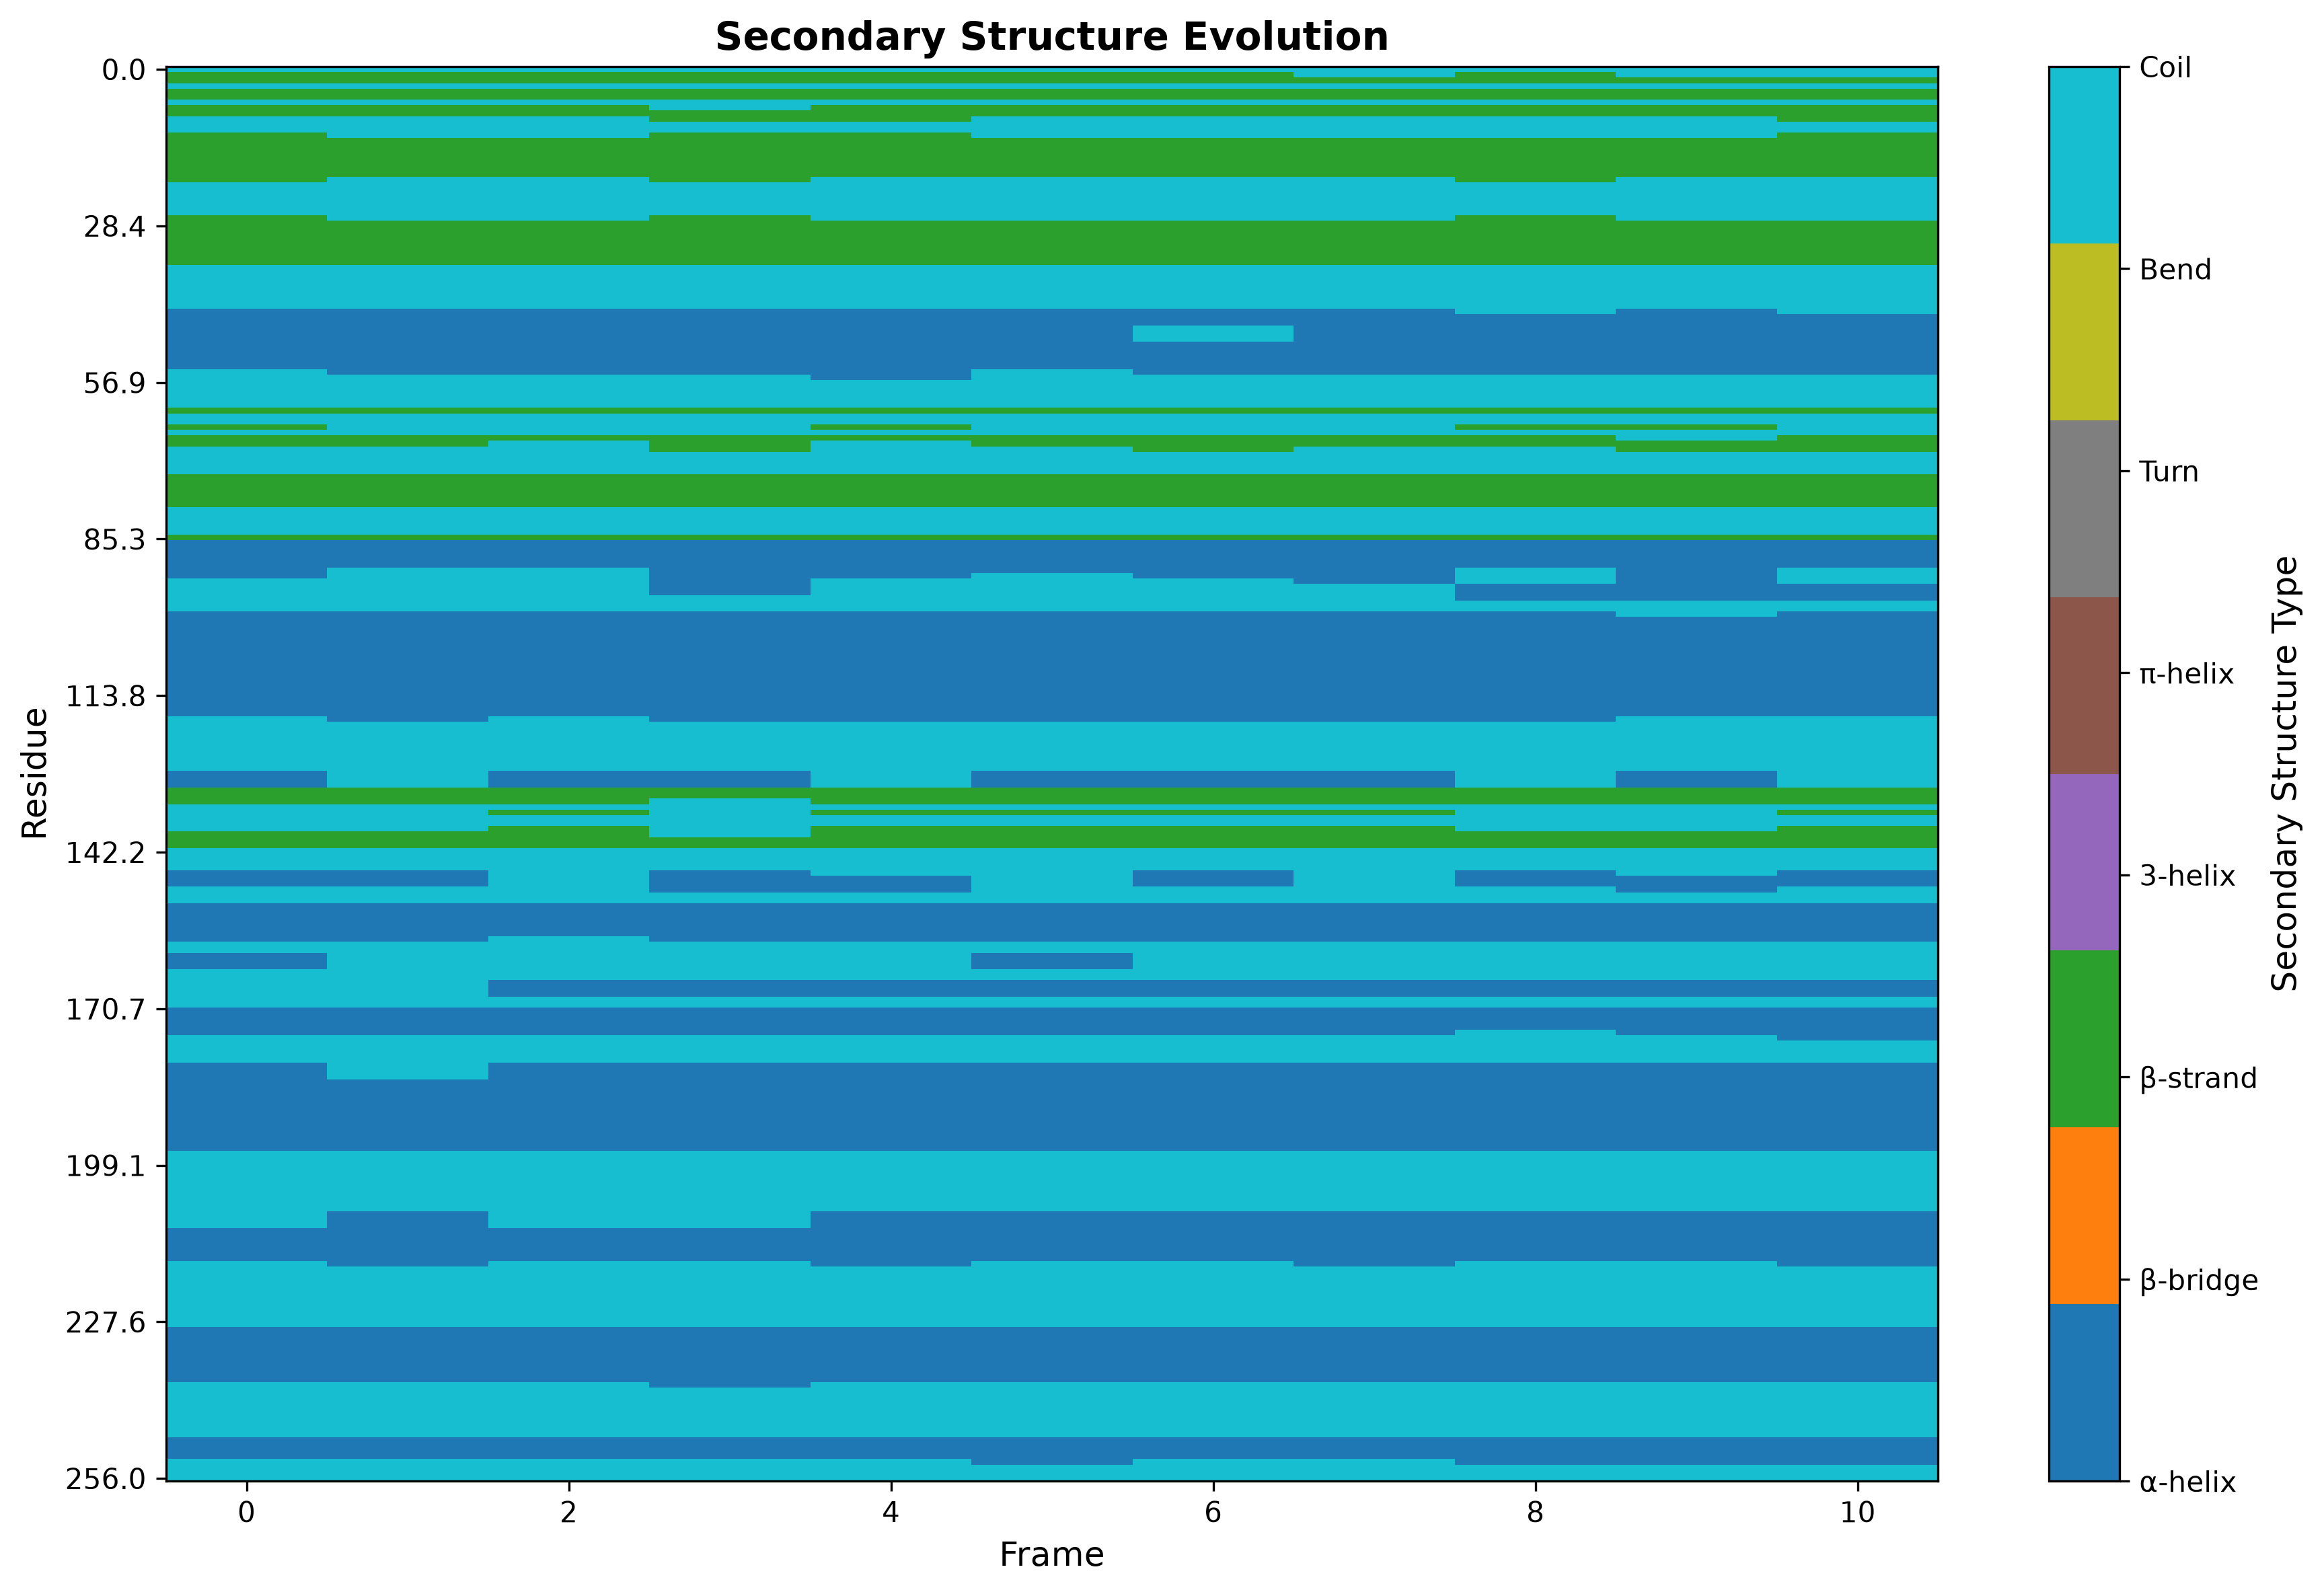 Secondary Structure Evolution
0.0
28.4
56.9
85.3
113.8
142.2
170.7
199.1
227.6
256.0
Residue
0
2
4
6
8
10
Frame
Coil
Bend
Turn
π-helix
3-helix
β-strand
β-bridge
α-helix
Secondary Structure Type